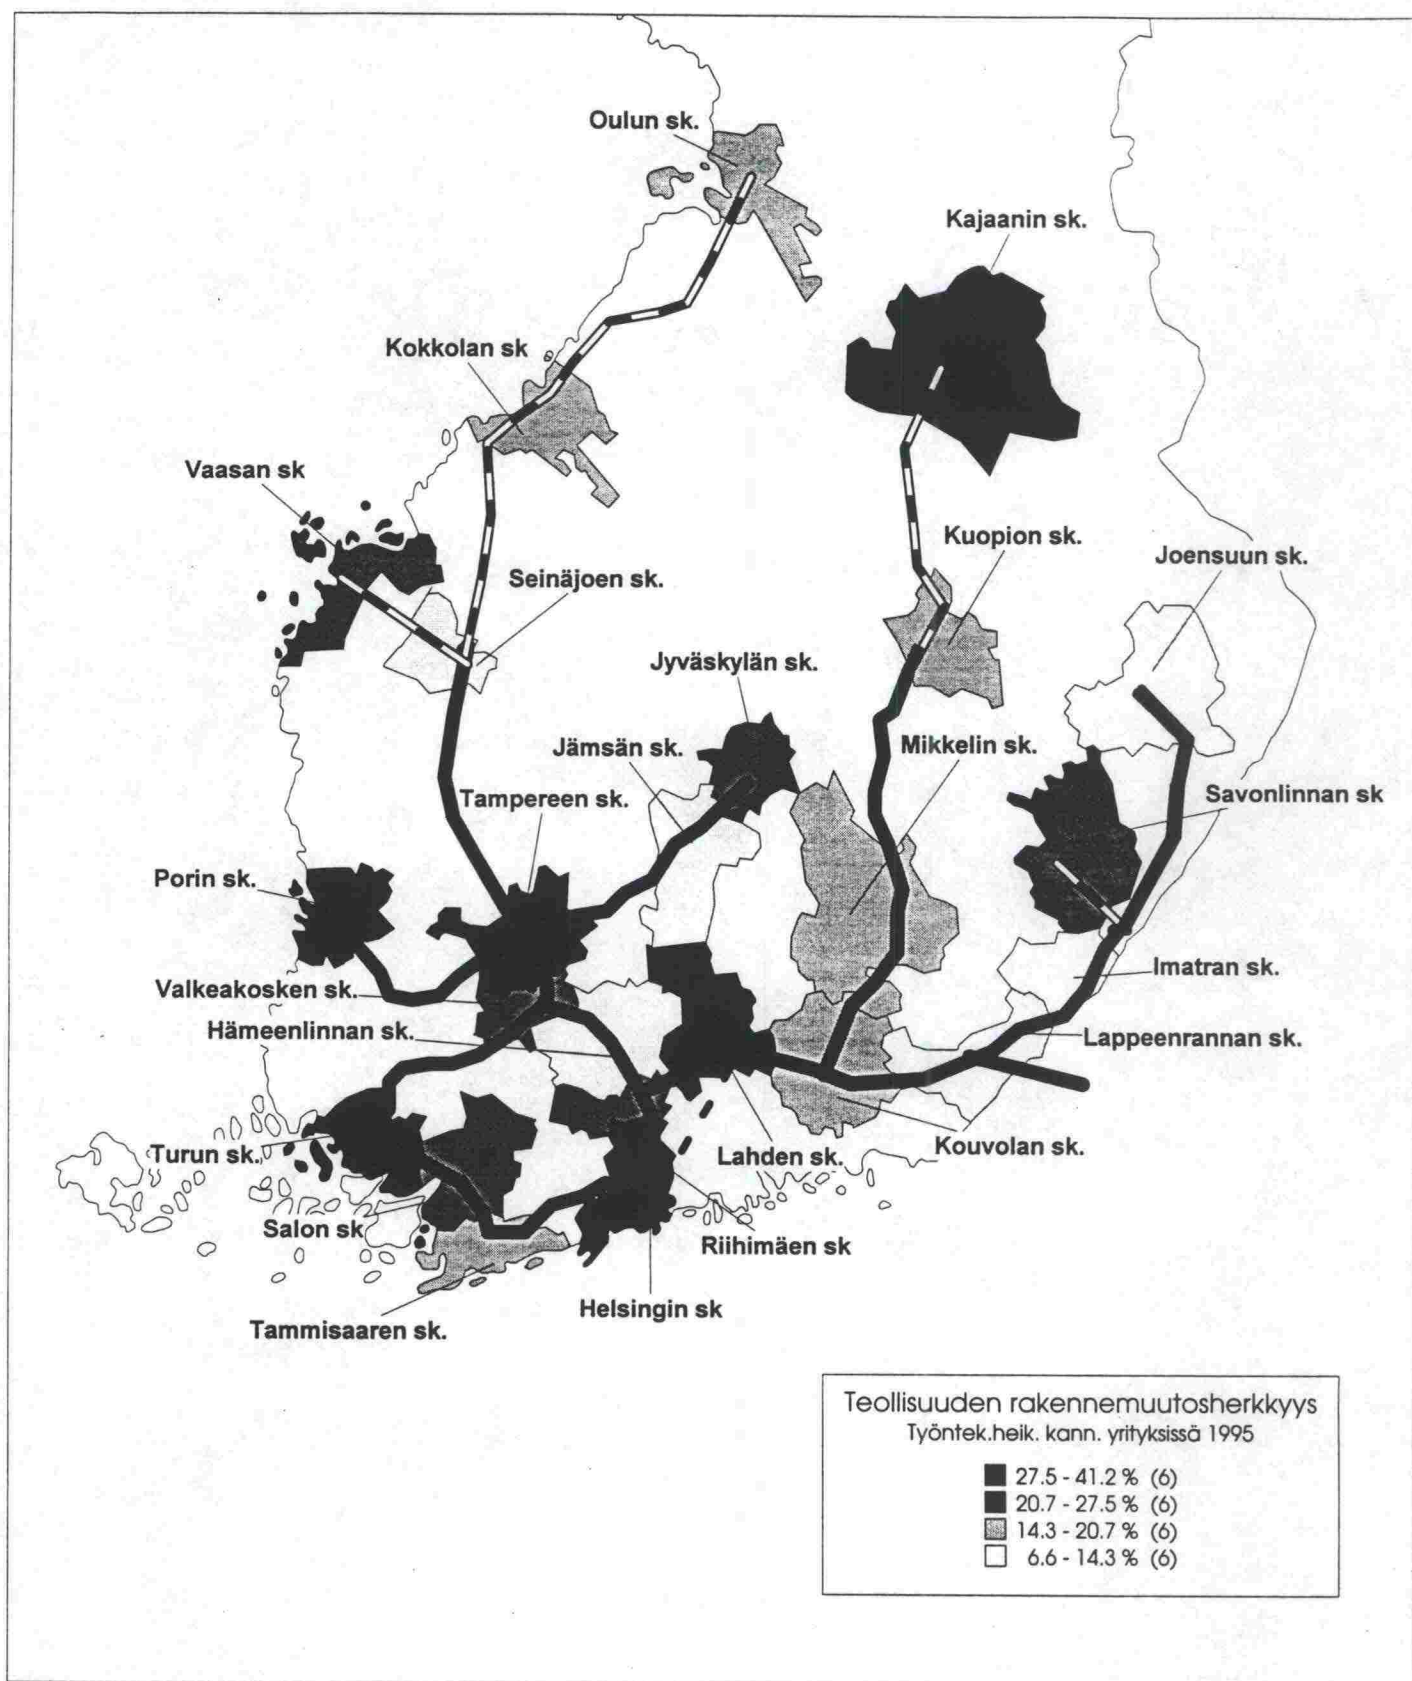 Oulun sk.
Kajaanin sk.
Kokkolan sk
Vaasan sk
Kuopion sk.
Joensuun sk.
Seinäjoen sk.
Jyväskylän sk.
Jämsän sk.
Mikkelin sk.
Tampereen sk.
Savonlinnan sk
Porin sk.
Valkeakosken sk.
Imatran sk.
Hämeenlinnan sk.
Lappeenrannan sk.
Turun sk.
Lahden sk.
Kouvolan sk.
Salon sk
Riihimäen sk
Helsingin sk
Tammisaaren sk.
Teollisuuden rakennemuutosherkkyys
Työntek.heik. kann. yrityksissä 1995
27.5 - 41.2 % (6)
20.7 - 27.5 % (6)
14.3 - 20.7 % (6)
6.6 - 14.3 % (6)